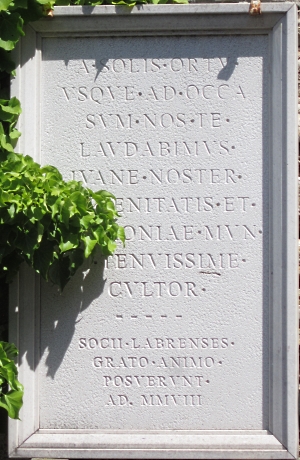 A·SOLIS·ORTV
VSQVE·AD·OCCA
SVM·NOS·TE·
LAVDABIMVS·
IVANE·NOSTER·
ENITATIS·ET·
ONIAE·MVN·
TENVISSIME·
CVLTOR·
-----
SOCII·LABRENSES·
GRATO·ANIMO·
POSVERVNT·
AD. MMVIII